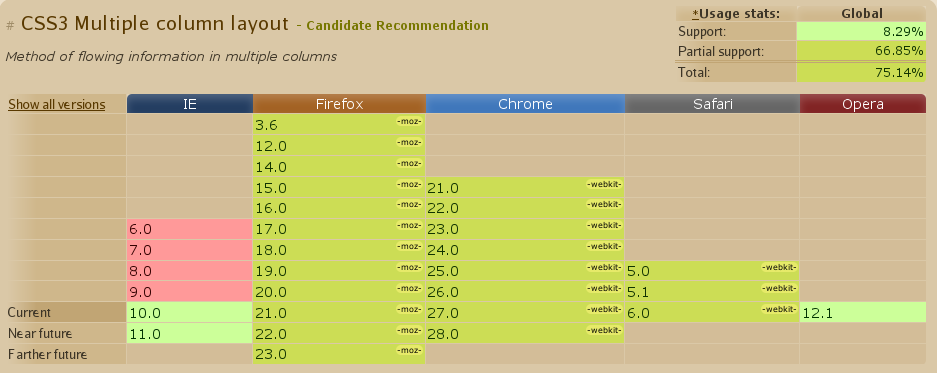 # CSS3 Multiple column layout - Candidate Recommendation
*Usage stats: Global
Support: 8.29%
Partial support: 66.85%
Total: 75.14%
Method of flowing information in multiple columns
Show all versions IE Firefox Chrome Safari Opera
3.6 -moz-
12.0 -moz-
14.0 -moz-
15.0 -moz- 21.0 -webkit-
16.0 -moz- 22.0 -webkit-
6.0 17.0 -moz- 23.0 -webkit-
7.0 18.0 -moz- 24.0 -webkit-
8.0 19.0 -moz- 25.0 -webkit- 5.0 -webkit-
9.0 20.0 -moz- 26.0 -webkit- 5.1 -webkit-
Current 10.0 21.0 -moz- 27.0 -webkit- 6.0 -webkit- 12.1
Near future 11.0 22.0 -moz- 28.0 -webkit-
Farther future 23.0 -moz-